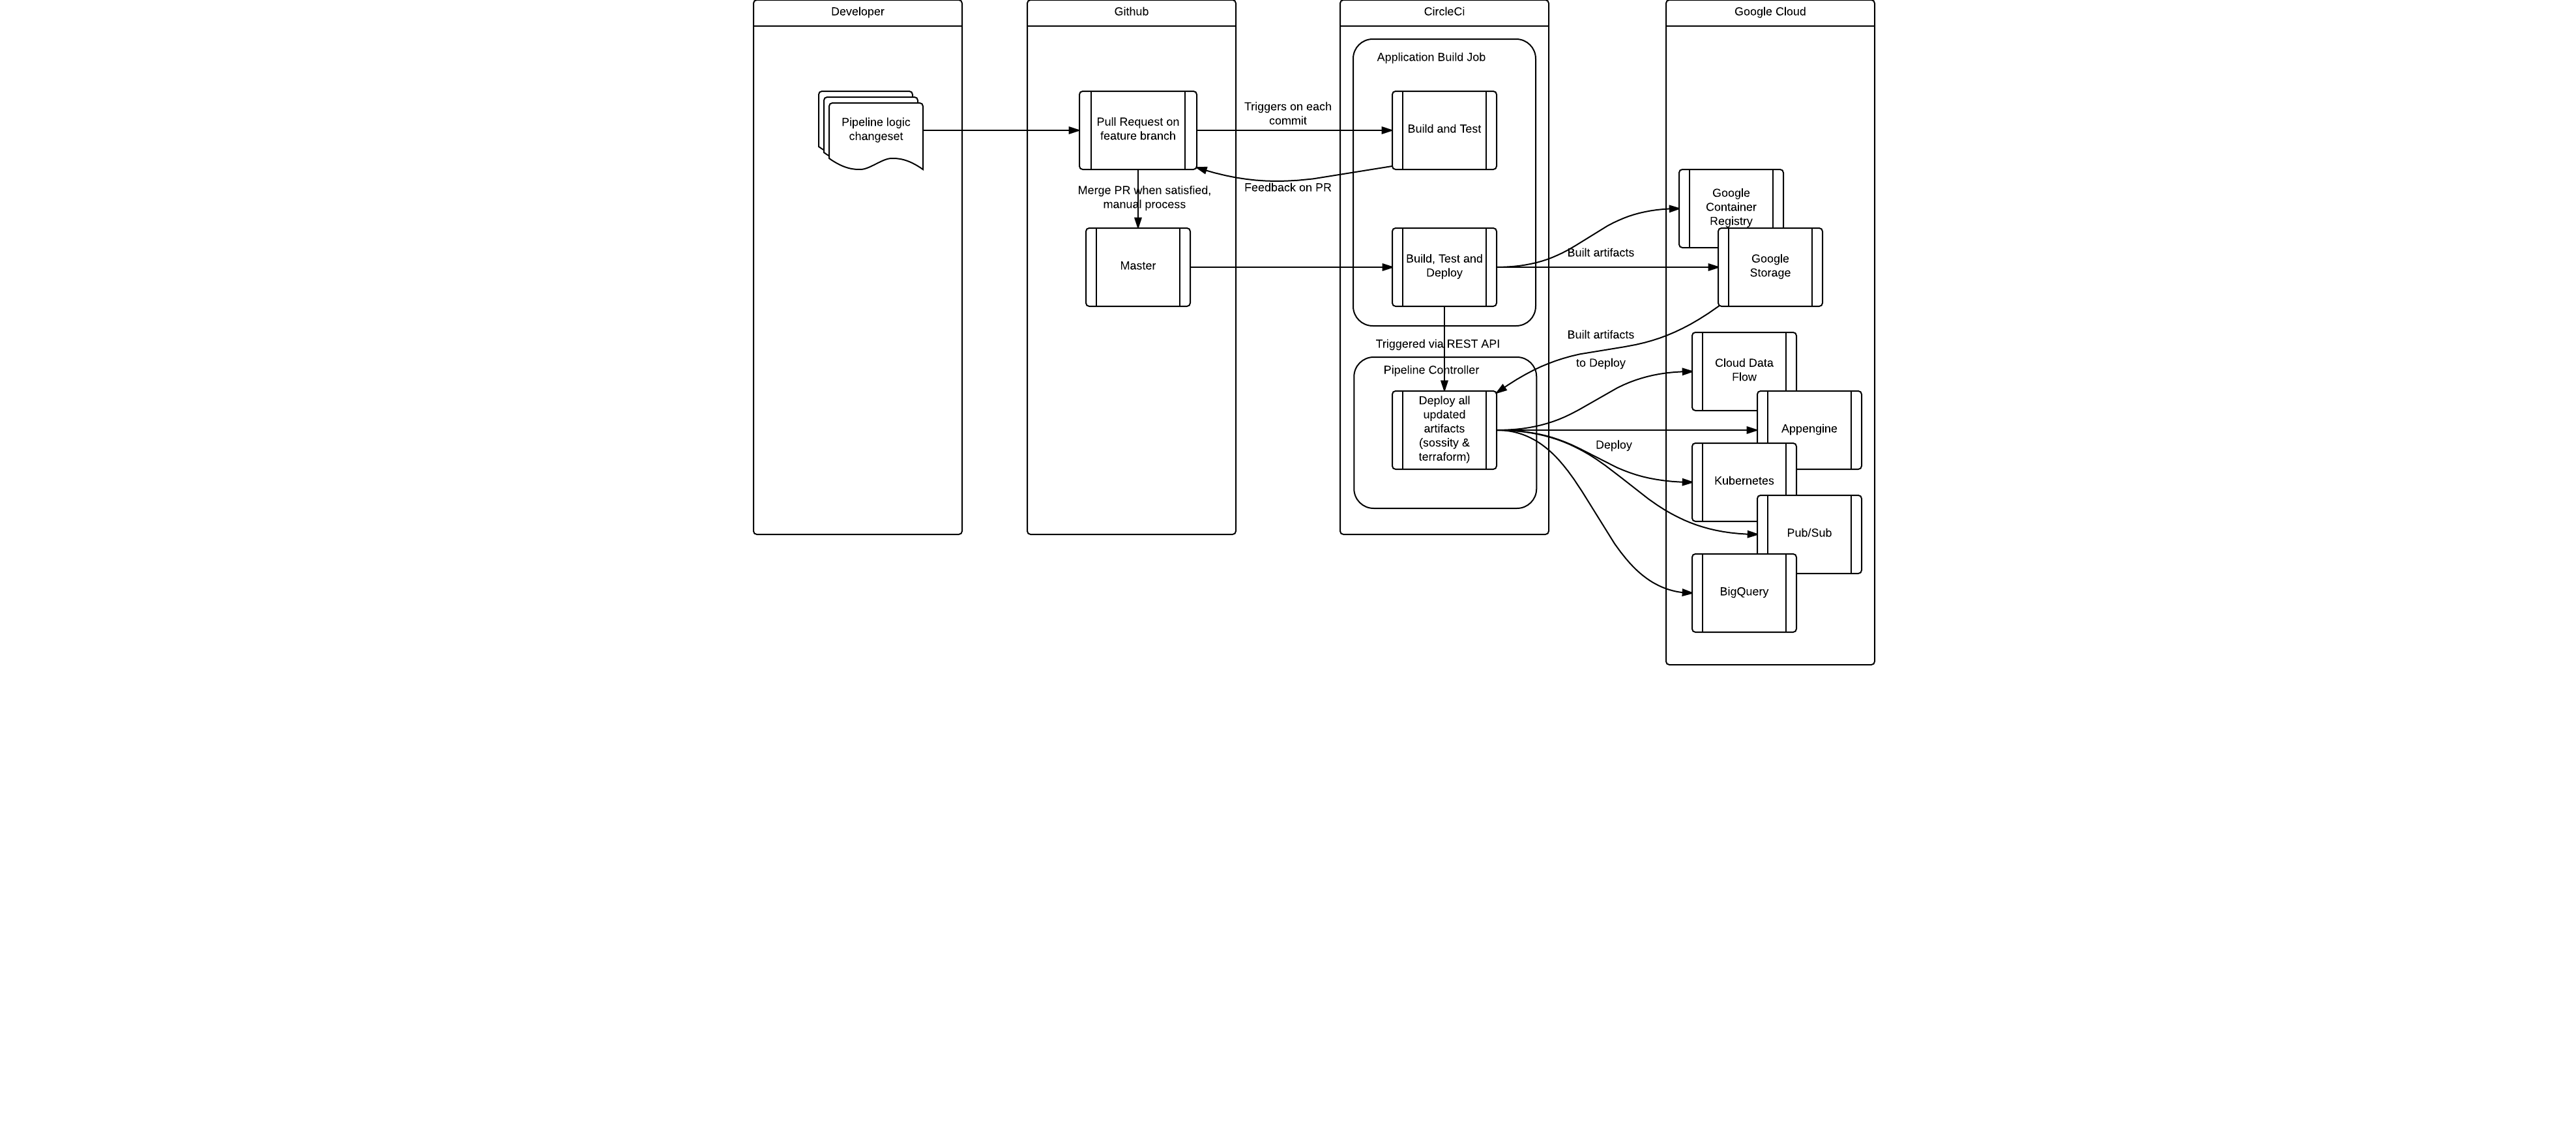 Developer
Github
CircleCi
Google Cloud
Application Build Job
Pipeline logic
changeset
Pull Request on
feature branch
Triggers on each
commit
Build and Test
Feedback on PR
Merge PR when satisfied,
manual process
Master
Build, Test and
Deploy
Built artifacts
Google
Container
Registry
Google
Storage
Triggered via REST API
Built artifacts
to Deploy
Pipeline Controller
Deploy all
updated
artifacts
(sossity &
terraform)
Deploy
Cloud Data
Flow
Appengine
Kubernetes
Pub/Sub
BigQuery